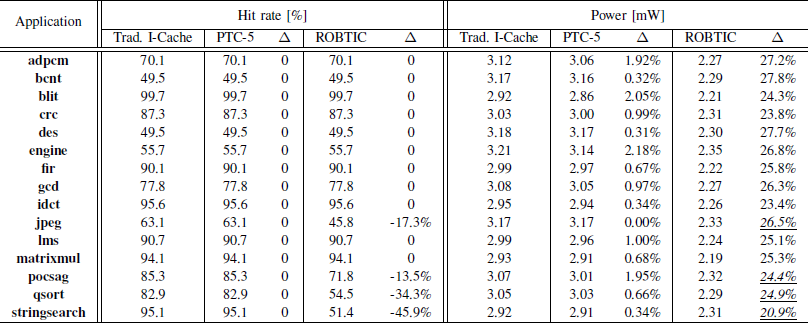 Application Hit rate [%] Power [mW]
Trad. I-Cache PTC-5 Δ ROBTIC Δ Trad. I-Cache PTC-5 Δ ROBTIC Δ
adpcm 70.1 70.1 0 70.1 0 3.12 3.06 1.92% 2.27 27.2%
bcnt 49.5 49.5 0 49.5 0 3.17 3.16 0.32% 2.29 27.8%
blit 99.7 99.7 0 99.7 0 2.92 2.86 2.05% 2.21 24.3%
crc 87.3 87.3 0 87.3 0 3.03 3.00 0.99% 2.31 23.8%
des 49.5 49.5 0 49.5 0 3.18 3.17 0.31% 2.30 27.7%
engine 55.7 55.7 0 55.7 0 3.21 3.14 2.18% 2.35 26.8%
fir 90.1 90.1 0 90.1 0 2.99 2.97 0.67% 2.22 25.8%
gcd 77.8 77.8 0 77.8 0 3.08 3.05 0.97% 2.27 26.3%
idct 95.6 95.6 0 95.6 0 2.95 2.94 0.34% 2.26 23.4%
jpeg 63.1 63.1 0 45.8 -17.3% 3.17 3.17 0.00% 2.33 26.5%
lms 90.7 90.7 0 90.7 0 2.99 2.96 1.00% 2.24 25.1%
matrixmul 94.1 94.1 0 94.1 0 2.93 2.91 0.68% 2.19 25.3%
pocsag 85.3 85.3 0 71.8 -13.5% 3.07 3.01 1.95% 2.32 24.4%
qsort 82.9 82.9 0 54.5 -34.3% 3.05 3.03 0.66% 2.29 24.9%
stringsearch 95.1 95.1 0 51.4 -45.9% 2.92 2.91 0.34% 2.31 20.9%